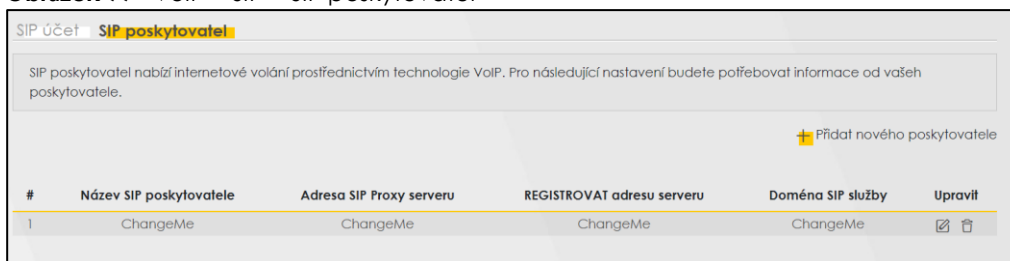 SIP účet SIP poskytovatel
SIP poskytovatel nabízí internetové volání prostřednictvím technologie VoIP. Pro následující nastavení budete potřebovat informace od vašeh
poskytovatele.
Přidat nového poskytovatele
# Název SIP poskytovatele Adresa SIP Proxy serveru REGISTROVAT adresu serveru Doména SIP služby Upravit
1 ChangeMe ChangeMe ChangeMe ChangeMe